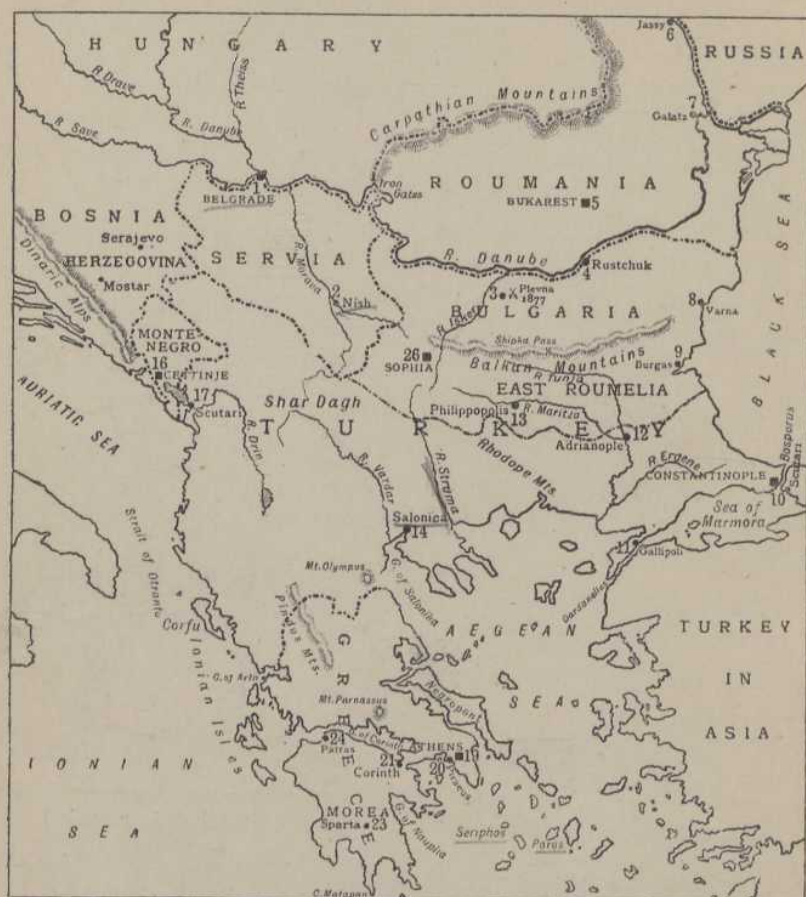 HUNGARY
Jassy
6
RUSSIA
R. Drave
R. Theiss
R. Danube
R. Save
Carpathian Mountains
7
Galatz
1
BELGRADE
Iron Gates
ROUMANIA
BUKAREST 5
BOSNIA
Serajevo
HERZEGOVINA
Mostar
Dinaric Alps
SERVIA
R. Morava
2
Nish
R. Danube
4
Rustchuk
3
Plevna
1877
BULGARIA
R. Isker
8
Varna
BLACK SEA
Shipka Pass
Balkan Mountains
9
Burgas
26
SOPHIA
R. Tunja
EAST ROUMELIA
MONTE
NEGRO
16
CETTINJE
17
Scutari
Shar Dagh
Philippopolis
13
R. Maritza
TURKEY
Adrianople
12
ADRIATIC SEA
R. Drin
R. Vardar
R. Struma
Rhodope Mts.
R. Ergene
CONSTANTINOPLE
10
Bosporus
Scutari
Salonica
14
Sea of
Marmora
11
Gallipoli
Dardanelles
Strait of Otranto
Mt. Olympus
G. of Salonika
Corfu
Pindus Mts.
AEGEAN
SEA
TURKEY
IN
ASIA
Ionian Isles
G. of Arta
GREECE
Negropont
Mt. Parnassus
24
Patras
G. of Corinth
21
Corinth
ATHENS 19
20
Piraeus
IONIAN
SEA
MOREA
Sparta 23
G. of Nauplia
Seriphos
Paros
C. Matapan